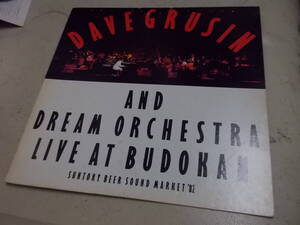 DAVE GRUSIN
AND
DREAM ORCHESTRA
LIVE AT BUDOKAN
SUNTORY BEER SOUND MARKET '82